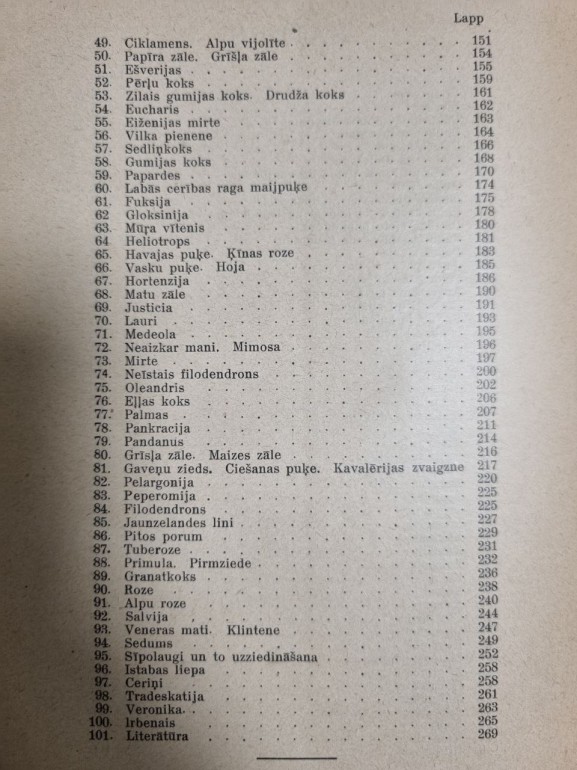 Lapp
49. Ciklamens. Alpu vijolīte 151
50. Papīra zāle. Grīšļa zāle 154
51. Ešverijas 155
52. Pērļu koks 159
53. Zilais gumijas koks. Drudža koks 161
54. Eucharis 162
55. Eiženijas mirte 163
56. Vilka pienene 164
57. Sedliņkoks 166
58. Gumijas koks 168
59. Papardes 170
60. Labās cerības raga maijpuķe 174
61. Fuksija 175
62 Gloksinija 178
63. Mūŗa vītenis 180
64 Heliotrops 181
65. Havajas puķe. Ķīnas roze 183
66. Vasku puķe. Hoja 185
67. Hortenzija 186
68. Matu zāle 190
69. Justicia 191
70. Lauri 193
71. Medeola 195
72. Neaizkar mani. Mimosa 196
73. Mirte 197
74. Neīstais filodendrons 200
75. Oleandris 202
76. Eļļas koks 206
77. Palmas 207
78. Pankracija 211
79. Pandanus 214
80. Grīsļa zāle. Maizes zāle 216
81. Gaveņu zieds. Ciešanas puķe. Kavalērijas zvaigzne 217
82. Pelargonija 220
83. Peperomija 225
84. Filodendrons 225
85. Jaunzelandes lini 227
86. Pitos porum 229
87. Tuberoze 231
88. Primula. Pirmziede 232
89. Granatkoks 236
90. Roze 238
91. Alpu roze 240
92. Salvija 244
93. Veneras mati. Klintene 247
94. Sedums 249
95. Sīpolaugi un to uzziedināšana 252
96. Istabas liepa 258
97. Ceriņi 258
98. Tradeskatija 261
99. Veronika 263
100. Irbenais 265
101. Literātūra 269